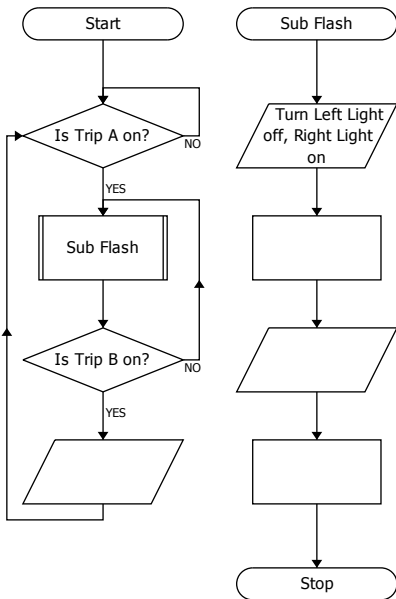 Start
Is Trip A on?
NO
YES
Sub Flash
Is Trip B on?
NO
YES
Sub Flash
Turn Left Light
off, Right Light
on
Stop